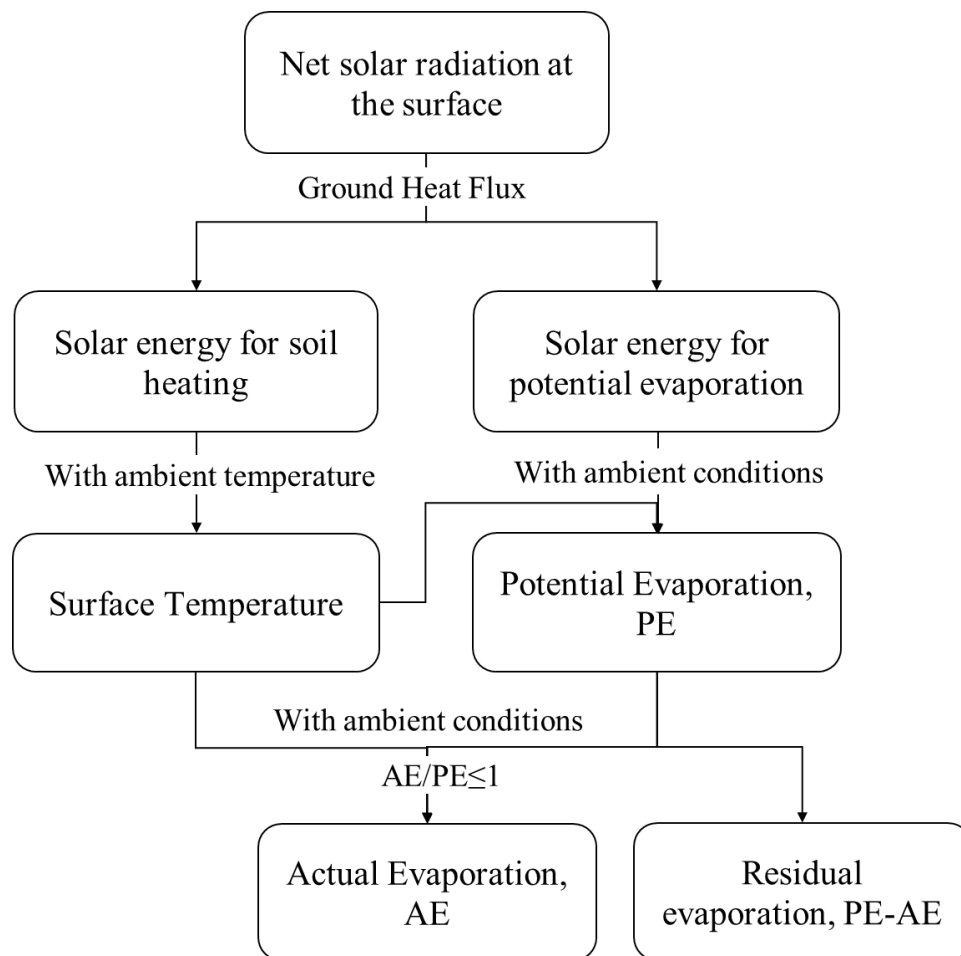 Net solar radiation at
the surface
Ground Heat Flux
Solar energy for soil
heating
Solar energy for
potential evaporation
With ambient temperature
With ambient conditions
Surface Temperature
Potential Evaporation,
PE
With ambient conditions
AE/PE≤1
Actual Evaporation,
AE
Residual
evaporation, PE-AE